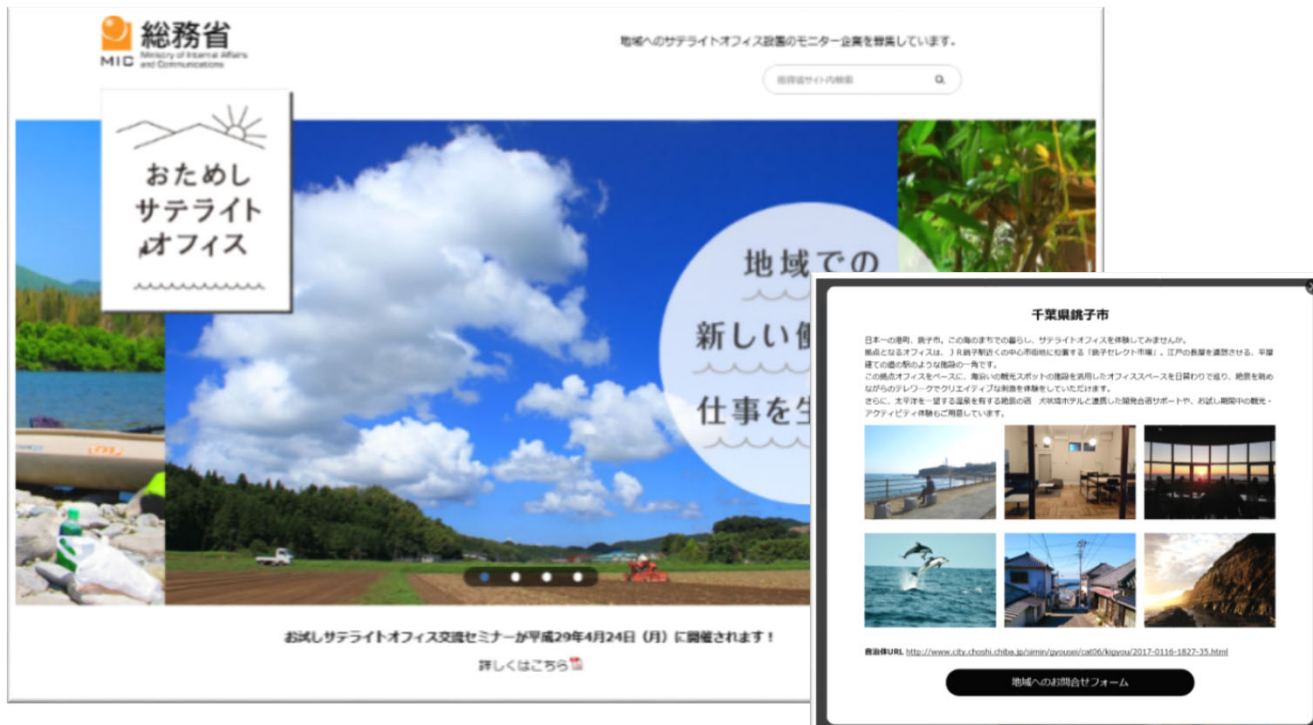 総務省
MIC Ministry of Internal Affairs
and Communications
地域へのサテライトオフィス設置のモニター企業を募集しています。
総務省サイト内検索
おためし
サテライト
オフィス
地域での
新しい
仕事を生
お試しサテライトオフィス交流セミナーが平成29年4月24日（月）に開催されます！
詳しくはこちら
千葉県銚子市
日本一の港町、銚子市。この海のまちでの暮らし、サテライトオフィスを体験してみませんか。
拠点となるオフィスは、ＪＲ銚子駅近くの中心市街地に位置する「銚子セレクト市場」。江戸の長屋を連想させる、平屋
建ての道の駅のような施設の一角です。
この拠点オフィスをベースに、海沿いの観光スポットの施設を活用したオフィススペースを日替わりで巡り、絶景を眺め
ながらのテレワークでクリエイティブな刺激を体験をしていただけます。
さらに、太平洋を一望する温泉を有する絶景の宿　犬吠埼ホテルと連携した開発合宿サポートや、お試し期間中の観光・
アクティビティ体験もご用意しています。
自治体URL http://www.city.choshi.chiba.jp/simin/gyousei/cat06/kigyou/2017-0116-1827-35.html
地域へのお問合せフォーム